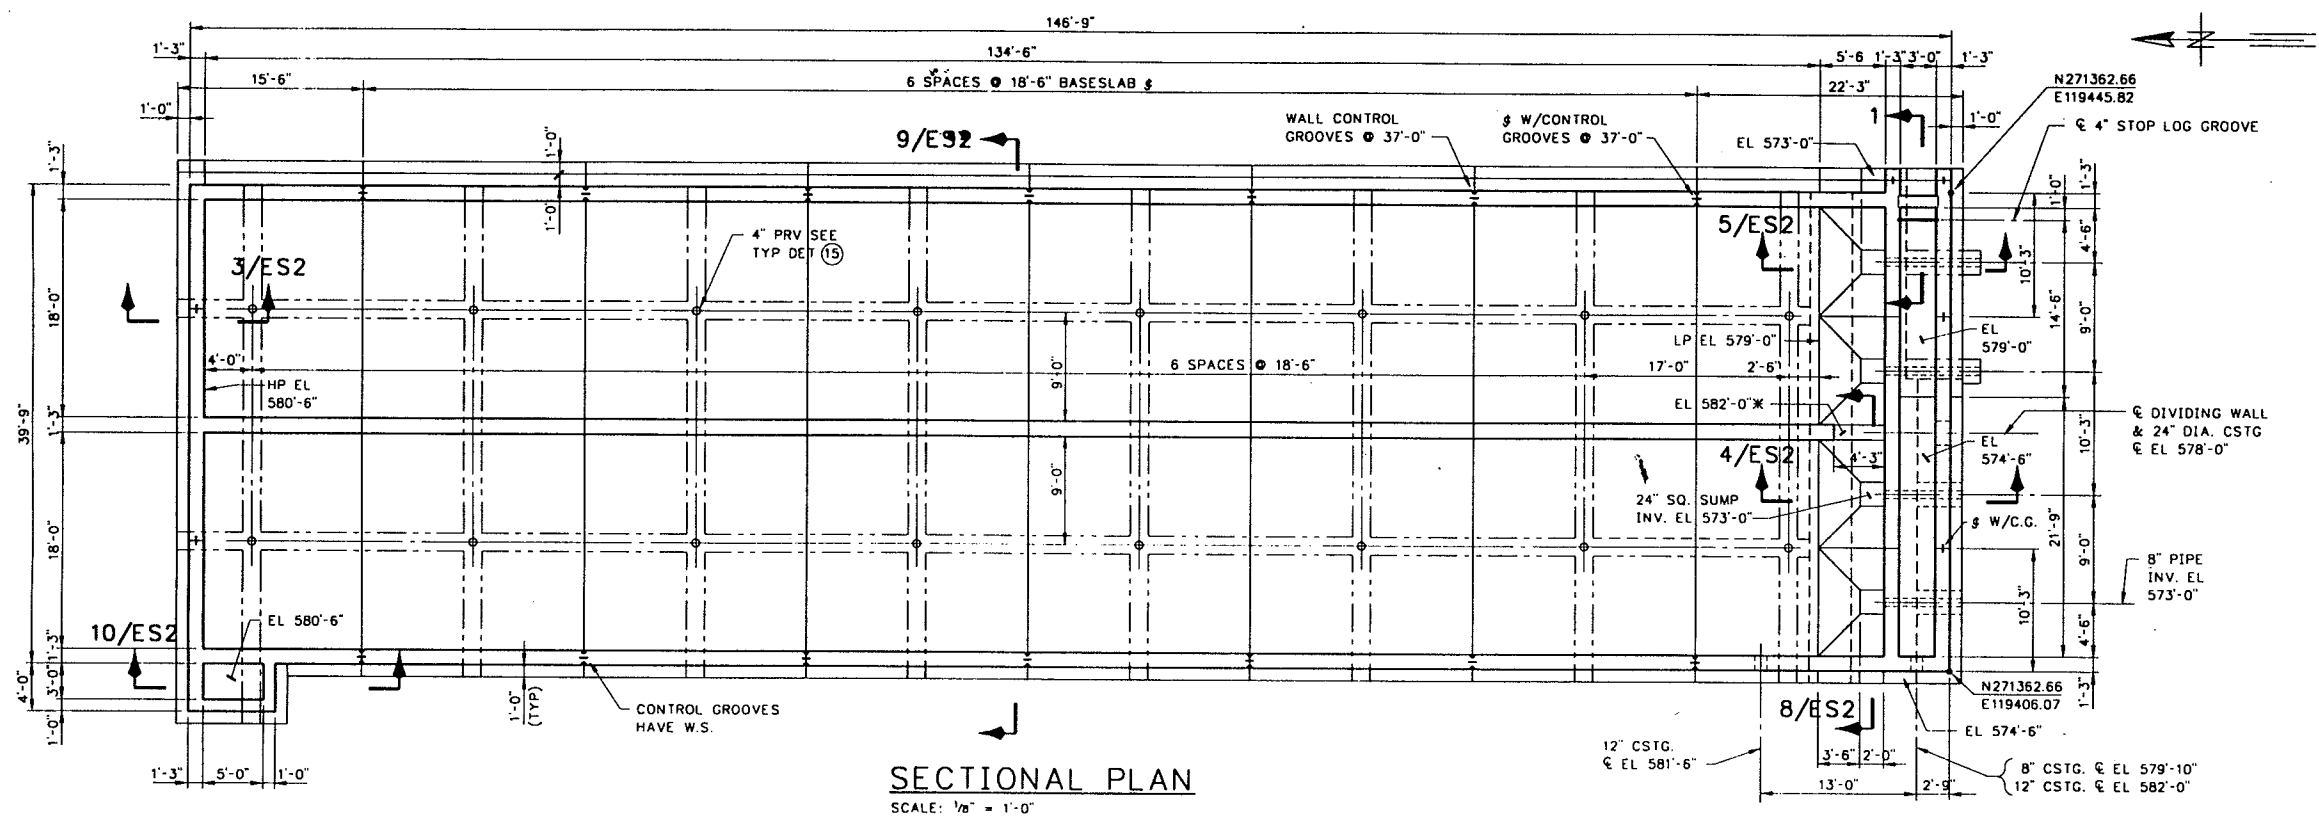 146'-9"
1'-3"
134'-6"
5'-6
1'-3"
3'-0"
1'-3"
15'-6"
6 SPACES @ 18'-6" BASESLAB ₵
22'-3"
N271362.66
E119445.82
1'-0"
1'-0"
WALL CONTROL
GROOVES @ 37'-0"
₵ W/CONTROL
GROOVES @ 37'-0"
1
℄ 4" STOP LOG GROOVE
9/ES2
EL 573'-0"
1'-3"
1'-0"
1'-0"
1'-0"
1'-3"
4" PRV SEE
TYP DET 15
5/ES2
4'-6"
10'-3"
3/ES2
18'-0"
14'-6"
9'-0"
EL
579'-0"
LP EL 579'-0"
4'-0"
6 SPACES @ 18'-6"
17'-0"
2'-6"
9'-0"
HP EL
580'-6"
EL 582'-0"*
℄ DIVIDING WALL
& 24" DIA. CSTG
℄ EL 578'-0"
1'-3"
39'-9"
EL
574'-6"
10'-3"
4/ES2
4'-3"
9'-0"
24" SQ. SUMP
INV. EL 573'-0"
₵ W/C.G.
21'-9"
18'-0"
9'-0"
8" PIPE
INV. EL
573'-0"
10'-3"
EL 580'-6"
10/ES2
1'-3"
4'-6"
3'-0"
4'-0"
1'-0"
1'-0"
(TYP)
CONTROL GROOVES
HAVE W.S.
N271362.66
E119406.07
1'-3"
8/ES2
EL 574'-6"
12" CSTG.
℄ EL 581'-6"
3'-6"
2'-0"
1'-3"
5'-0"
1'-0"
8" CSTG. ℄ EL 579'-10"
12" CSTG. ℄ EL 582'-0"
13'-0"
2'-9"
SECTIONAL PLAN
SCALE: 1/8" = 1'-0"